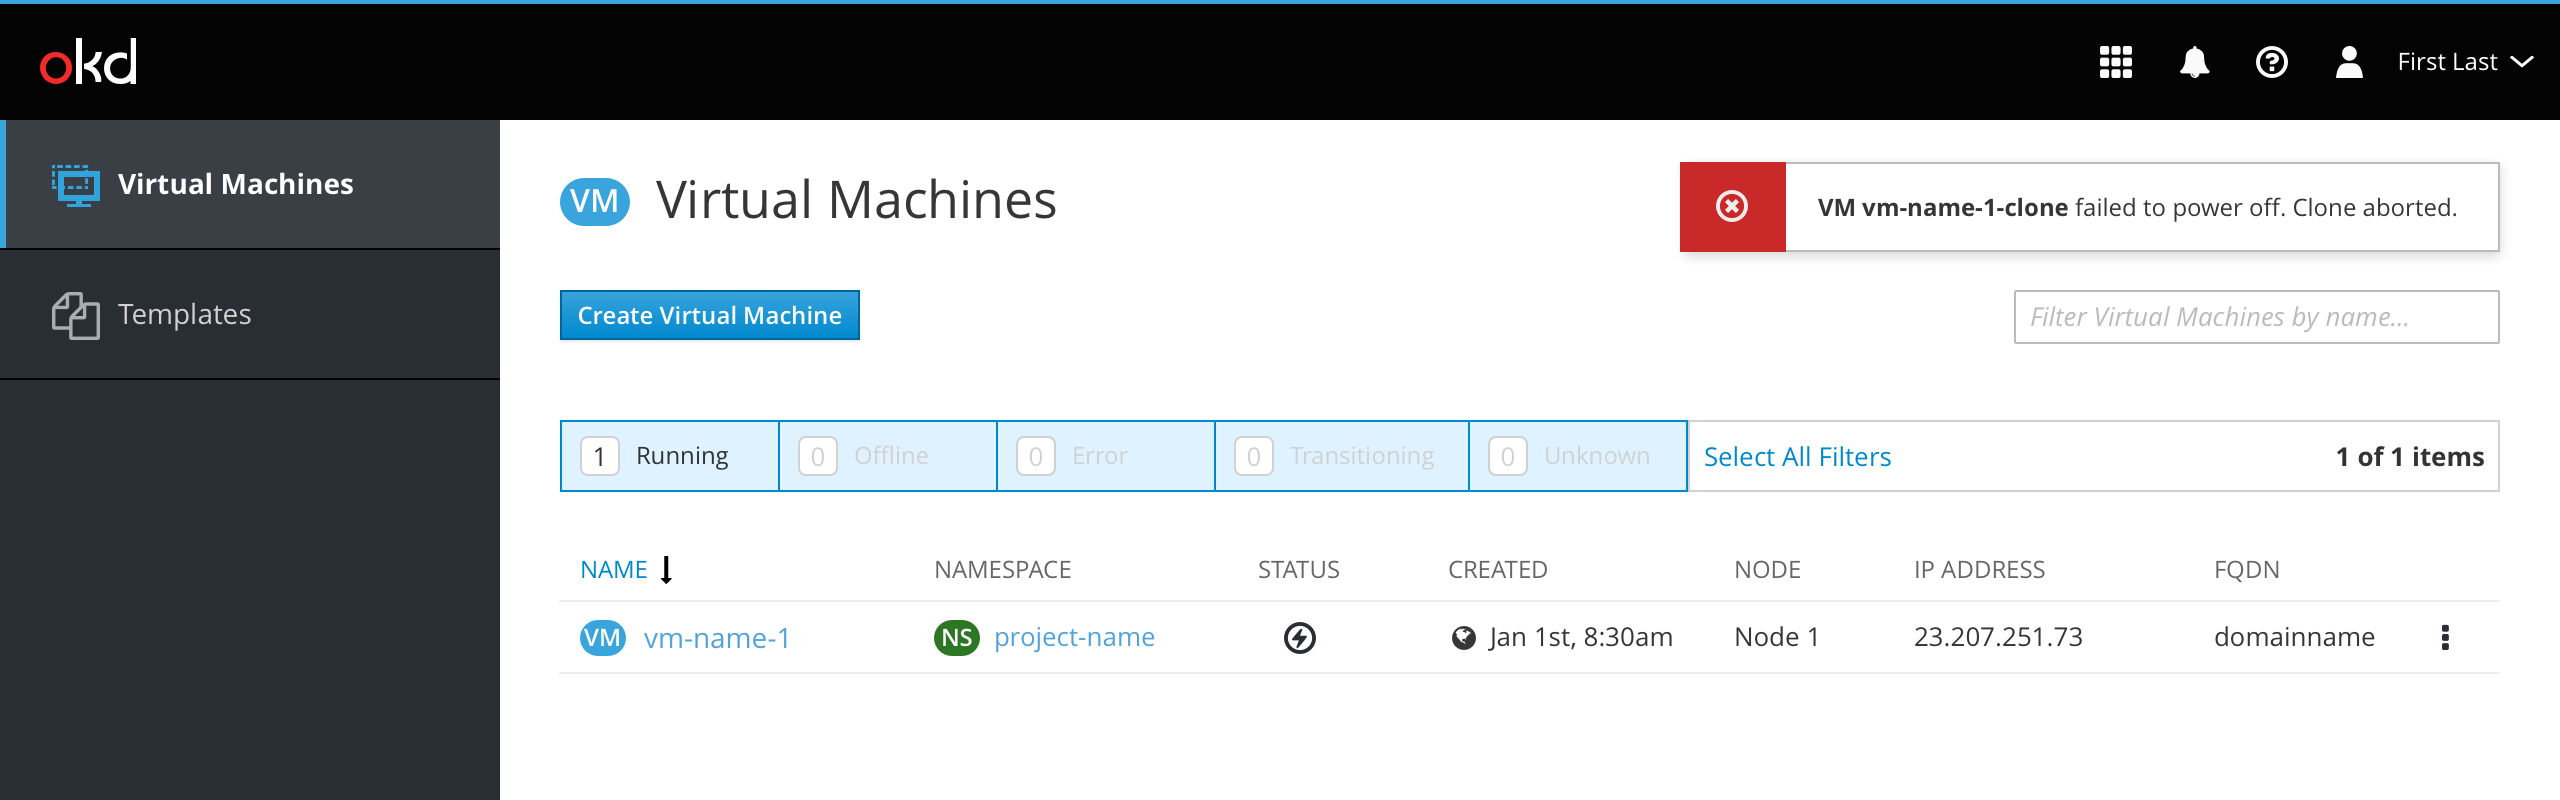 okd
First Last
Virtual Machines
Templates
VM Virtual Machines
VM vm-name-1-clone failed to power off. Clone aborted.
Create Virtual Machine
Filter Virtual Machines by name...
1 Running 0 Offline 0 Error 0 Transitioning 0 Unknown Select All Filters 1 of 1 items
NAME NAMESPACE STATUS CREATED NODE IP ADDRESS FQDN
VM vm-name-1 NS project-name Jan 1st, 8:30am Node 1 23.207.251.73 domainname